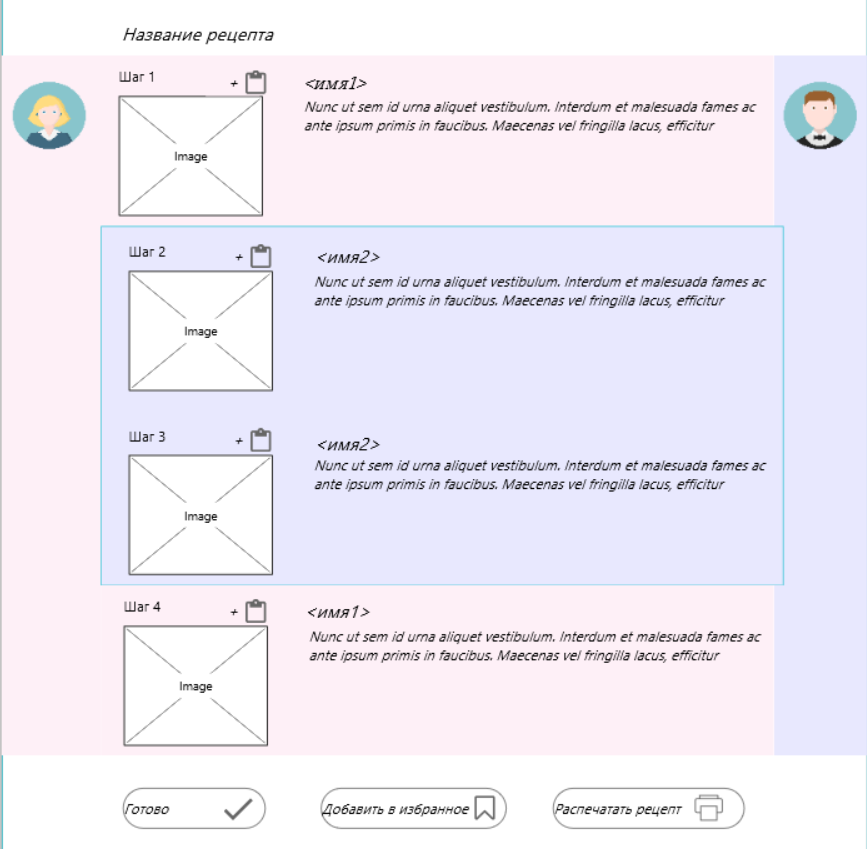 Название рецепта
Шаг 1
+
Image
<имя1>
Nunc ut sem id urna aliquet vestibulum. Interdum et malesuada fames ac
ante ipsum primis in faucibus. Maecenas vel fringilla lacus, efficitur
Шаг 2
+
Image
<имя2>
Nunc ut sem id urna aliquet vestibulum. Interdum et malesuada fames ac
ante ipsum primis in faucibus. Maecenas vel fringilla lacus, efficitur
Шаг 3
+
Image
<имя2>
Nunc ut sem id urna aliquet vestibulum. Interdum et malesuada fames ac
ante ipsum primis in faucibus. Maecenas vel fringilla lacus, efficitur
Шаг 4
+
Image
<имя1>
Nunc ut sem id urna aliquet vestibulum. Interdum et malesuada fames ac
ante ipsum primis in faucibus. Maecenas vel fringilla lacus, efficitur
Готово
Добавить в избранное
Распечатать рецепт